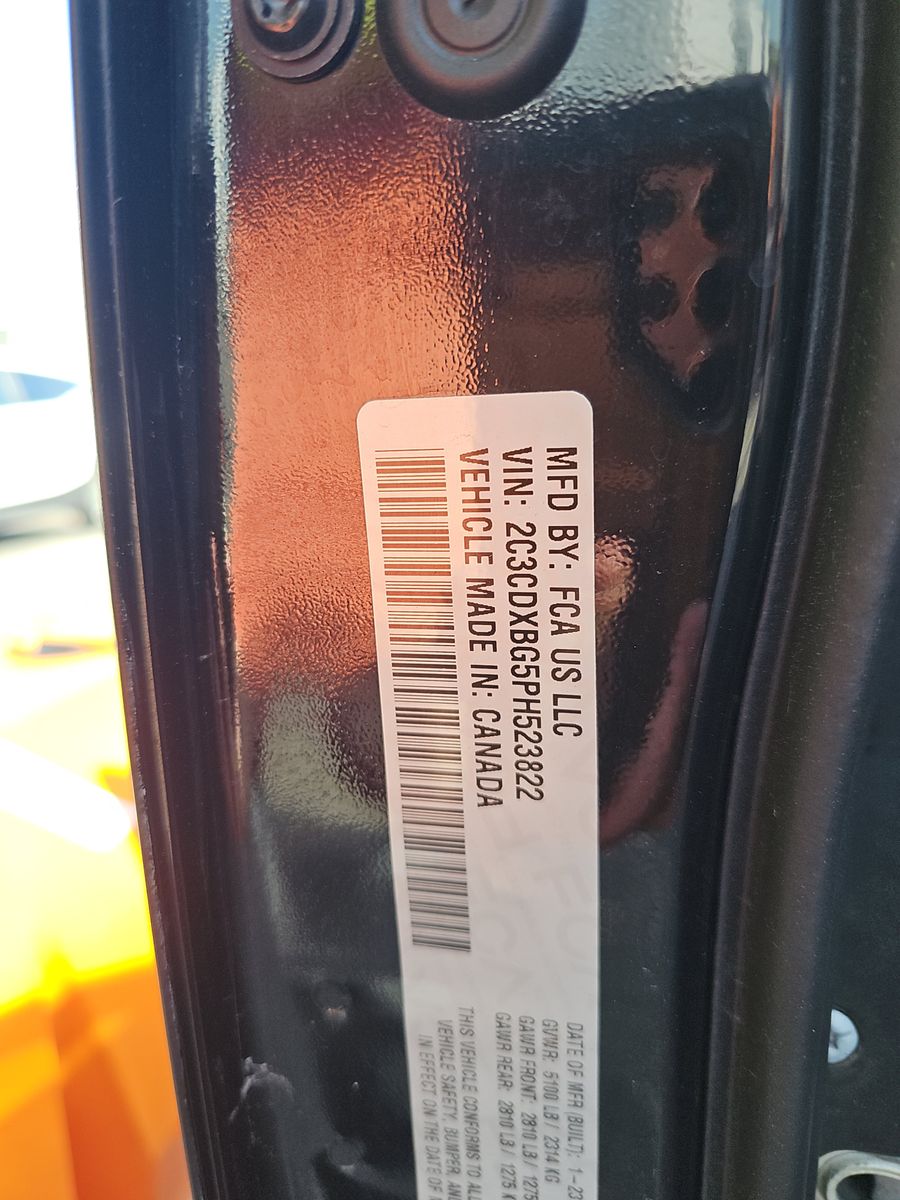 MFD BY: FCA US LLC
VIN: 2C3CDXBG5PH523822
VEHICLE MADE IN: CANADA
DATE OF MFR (BUILT): 1-23
GVWR: 5100 LB / 2314 KG
GAWR FRONT: 2810 LB / 1275
GAWR REAR: 2810 LB / 1275 K
THIS VEHICLE CONFORMS TO ALL
VEHICLE SAFETY, BUMPER, AND
IN EFFECT ON THE DATE OF